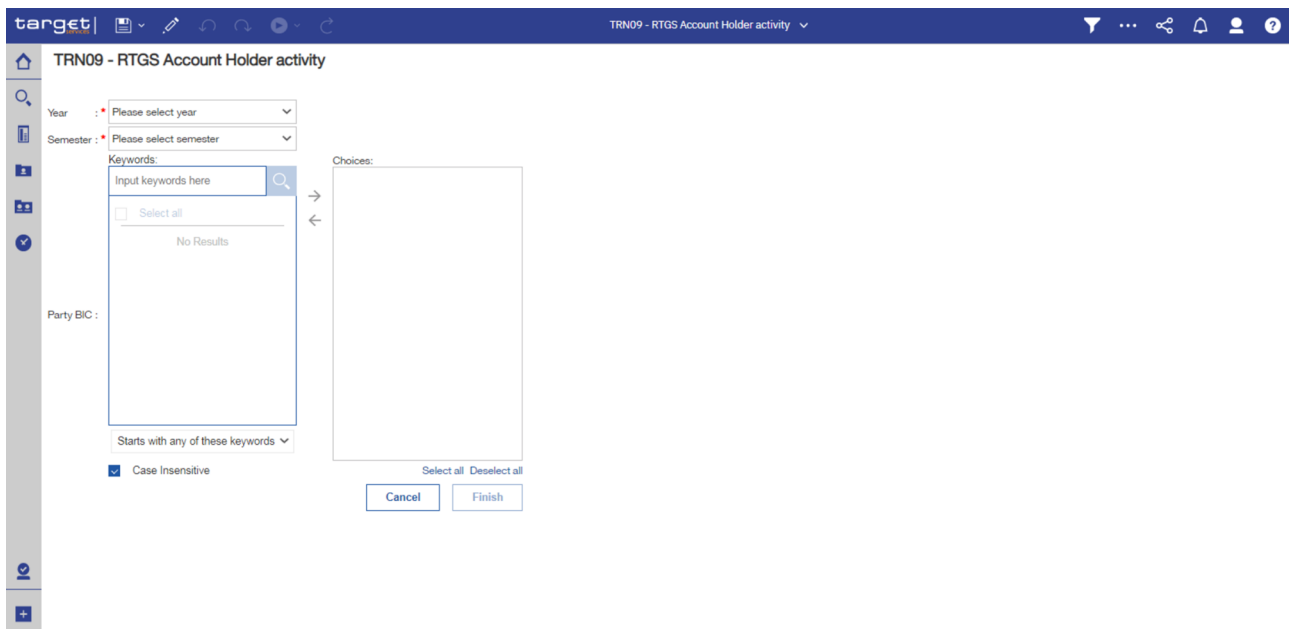 target services
TRN09 - RTGS Account Holder activity
TRN09 - RTGS Account Holder activity
Year : * Please select year
Semester : * Please select semester
Keywords:
Choices:
Input keywords here
Select all
No Results
Party BIC :
Starts with any of these keywords
Case Insensitive
Select all Deselect all
Cancel Finish